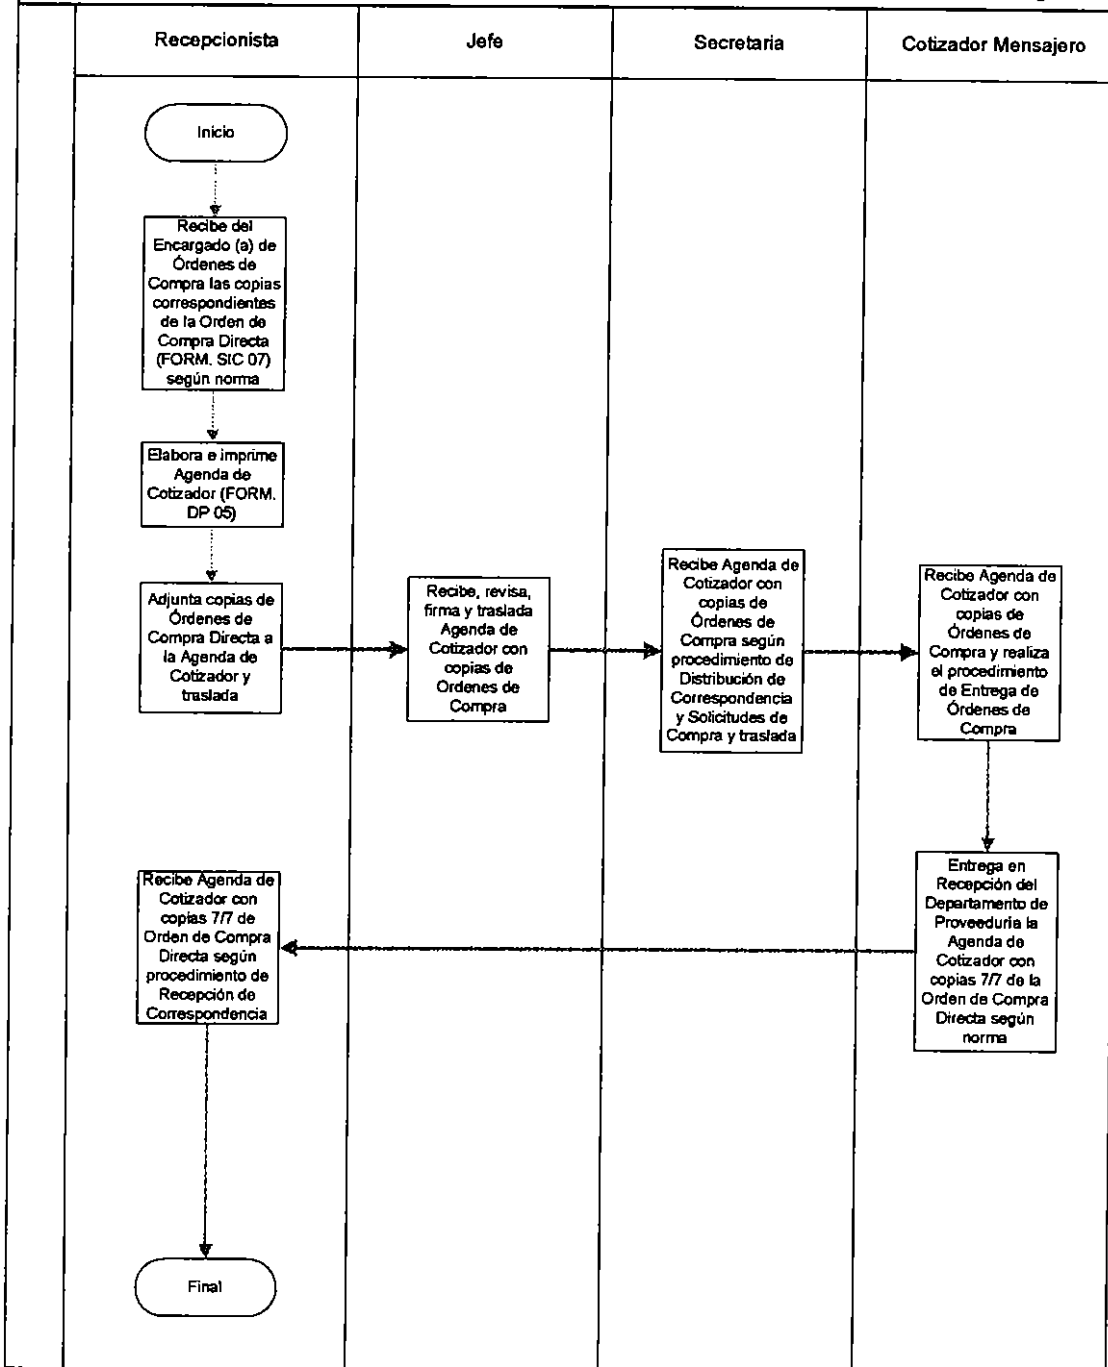 Recepcionista
Jefe
Secretaria
Cotizador Mensajero
Inicio
Recibe del
Encargado (a) de
Órdenes de
Compra las copias
correspondientes
de la Orden de
Compra Directa
(FORM. SIC 07)
según norma
Elabora e imprime
Agenda de
Cotizador (FORM.
DP 05)
Adjunta copias de
Órdenes de
Compra Directa a
la Agenda de
Cotizador y
traslada
Recibe, revisa,
firma y traslada
Agenda de
Cotizador con
copias de
Ordenes de
Compra
Recibe Agenda de
Cotizador con
copias de
Órdenes de
Compra según
procedimiento de
Distribución de
Correspondencia
y Solicitudes de
Compra y traslada
Recibe Agenda de
Cotizador con
copias de
Órdenes de
Compra y realiza
el procedimiento
de Entrega de
Órdenes de
Compra
Entrega en
Recepción del
Departamento de
Proveeduria la
Agenda de
Cotizador con
copias 7/7 de la
Orden de Compra
Directa según
norma
Recibe Agenda de
Cotizador con
copias 7/7 de
Orden de Compra
Directa según
procedimiento de
Recepción de
Correspondencia
Final